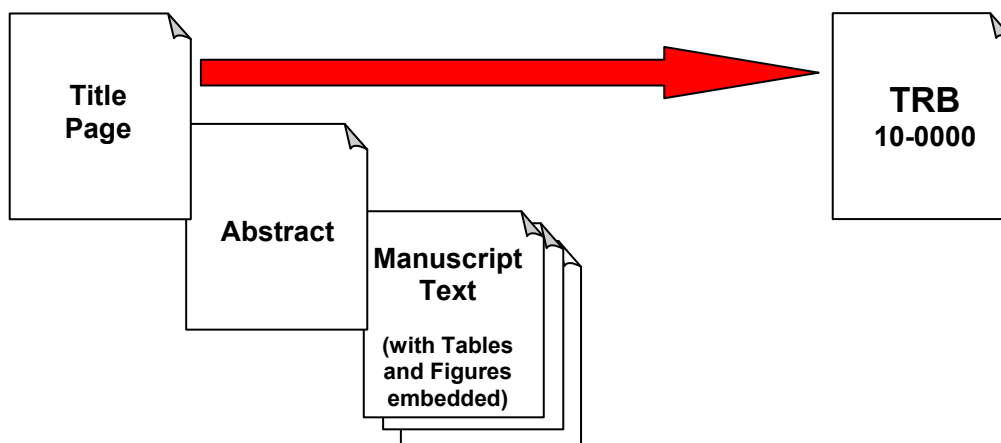 Title
Page
TRB
10-0000
Abstract
Manuscript
Text
(with Tables
and Figures
embedded)